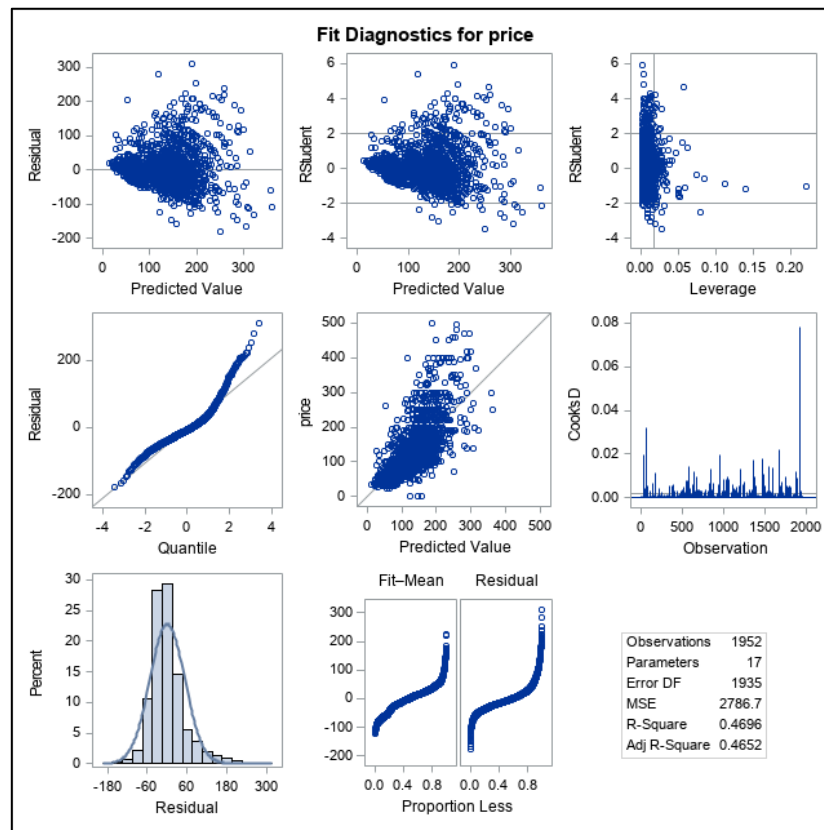 Fit Diagnostics for price
300
200
100
0
-100
-200
Residual
0 100 200 300
Predicted Value
6
4
2
0
-2
-4
RStudent
0 100 200 300
Predicted Value
6
4
2
0
-2
-4
RStudent
0.00 0.05 0.10 0.15 0.20
Leverage
200
0
-200
Residual
-4 -2 0 2 4
Quantile
500
400
300
200
100
0
price
0 100 200 300 400 500
Predicted Value
0.08
0.06
0.04
0.02
0.00
Cook's D
0 500 1000 1500 2000
Observation
30
25
20
15
10
5
0
Percent
-180 -60 60 180 300
Residual
Fit–Mean Residual
300
200
100
0
-100
-200
0.0 0.4 0.8 0.0 0.4 0.8
Proportion Less
Observations 1952
Parameters 17
Error DF 1935
MSE 2786.7
R-Square 0.4696
Adj R-Square 0.4652